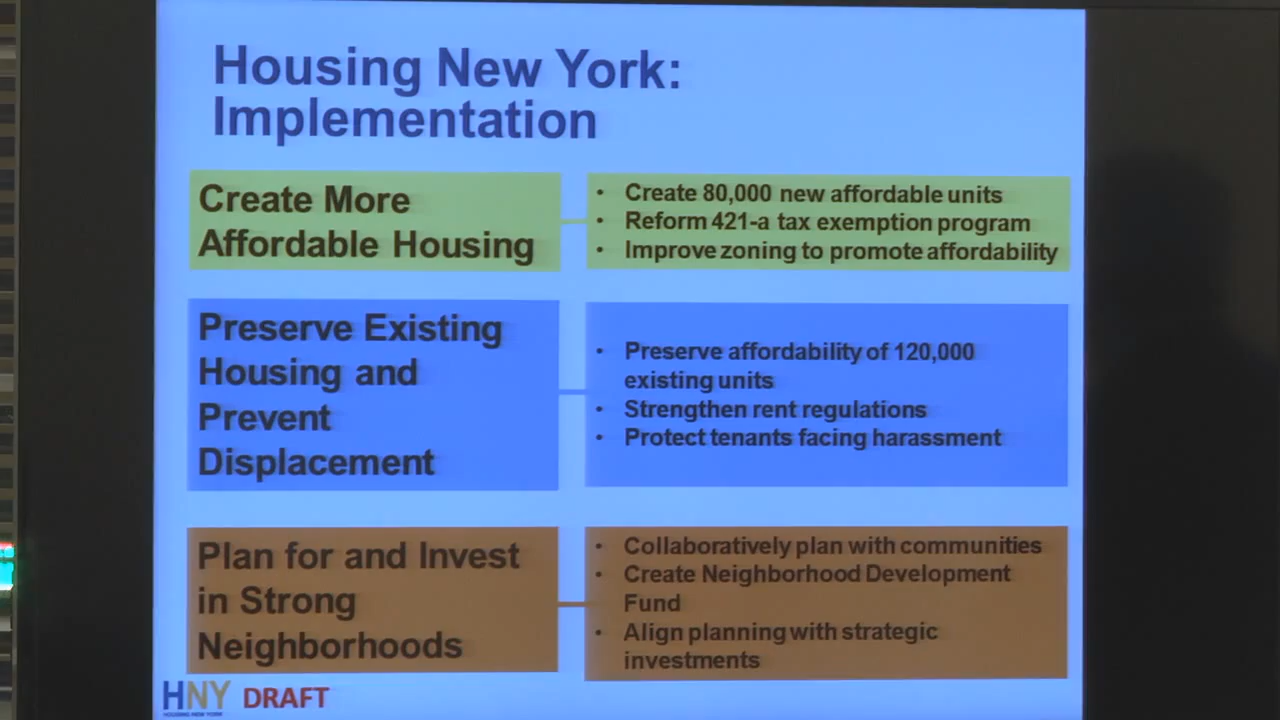 Housing New York:
Implementation
Create More
Affordable Housing
• Create 80,000 new affordable units
• Reform 421-a tax exemption program
• Improve zoning to promote affordability
Preserve Existing
Housing and
Prevent
Displacement
• Preserve affordability of 120,000
existing units
• Strengthen rent regulations
• Protect tenants facing harassment
Plan for and Invest
in Strong
Neighborhoods
• Collaboratively plan with communities
• Create Neighborhood Development
Fund
• Align planning with strategic
investments
HNY DRAFT
HOUSING NEW YORK